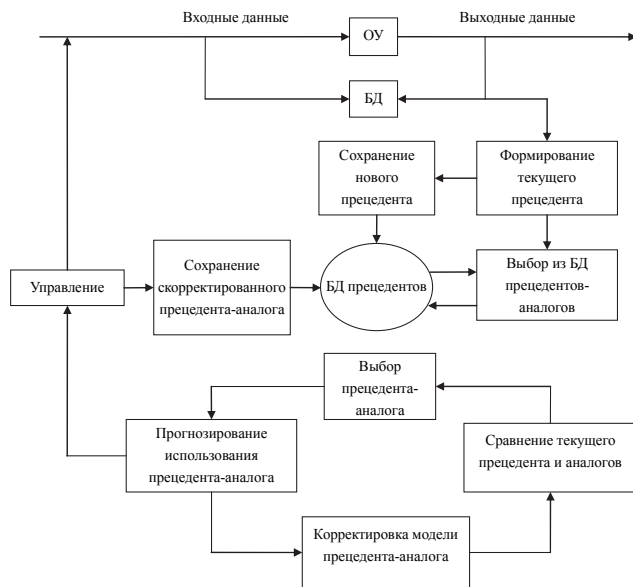 Входные данные
ОУ
Выходные данные
БД
Сохранение
нового
прецедента
Формирование
текущего
прецедента
Управление
Сохранение
скорректированного
прецедента-аналога
БД прецедентов
Выбор из БД
прецедентов-
аналогов
Выбор
прецедента-
аналога
Прогнозирование
использования
прецедента-аналога
Сравнение текущего
прецедента и аналогов
Корректировка модели
прецедента-аналога